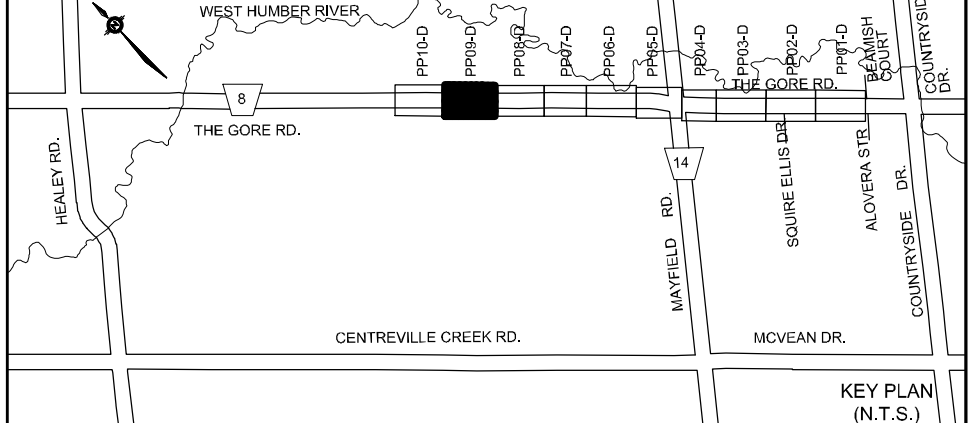 WEST HUMBER RIVER
PP10-D
PP09-D
PP08-D
PP07-D
PP06-D
PP05-D
PP04-D
PP03-D
PP02-D
PP01-D
BEAMISH
COURT
COUNTRYSIDE
DR.
THE GORE RD.
8
THE GORE RD.
HEALEY RD.
14
MAYFIELD RD.
SQUIRE ELLIS DR.
ALOVERA STR
COUNTRYSIDE DR.
CENTREVILLE CREEK RD.
MCVEAN DR.
KEY PLAN
(N.T.S.)